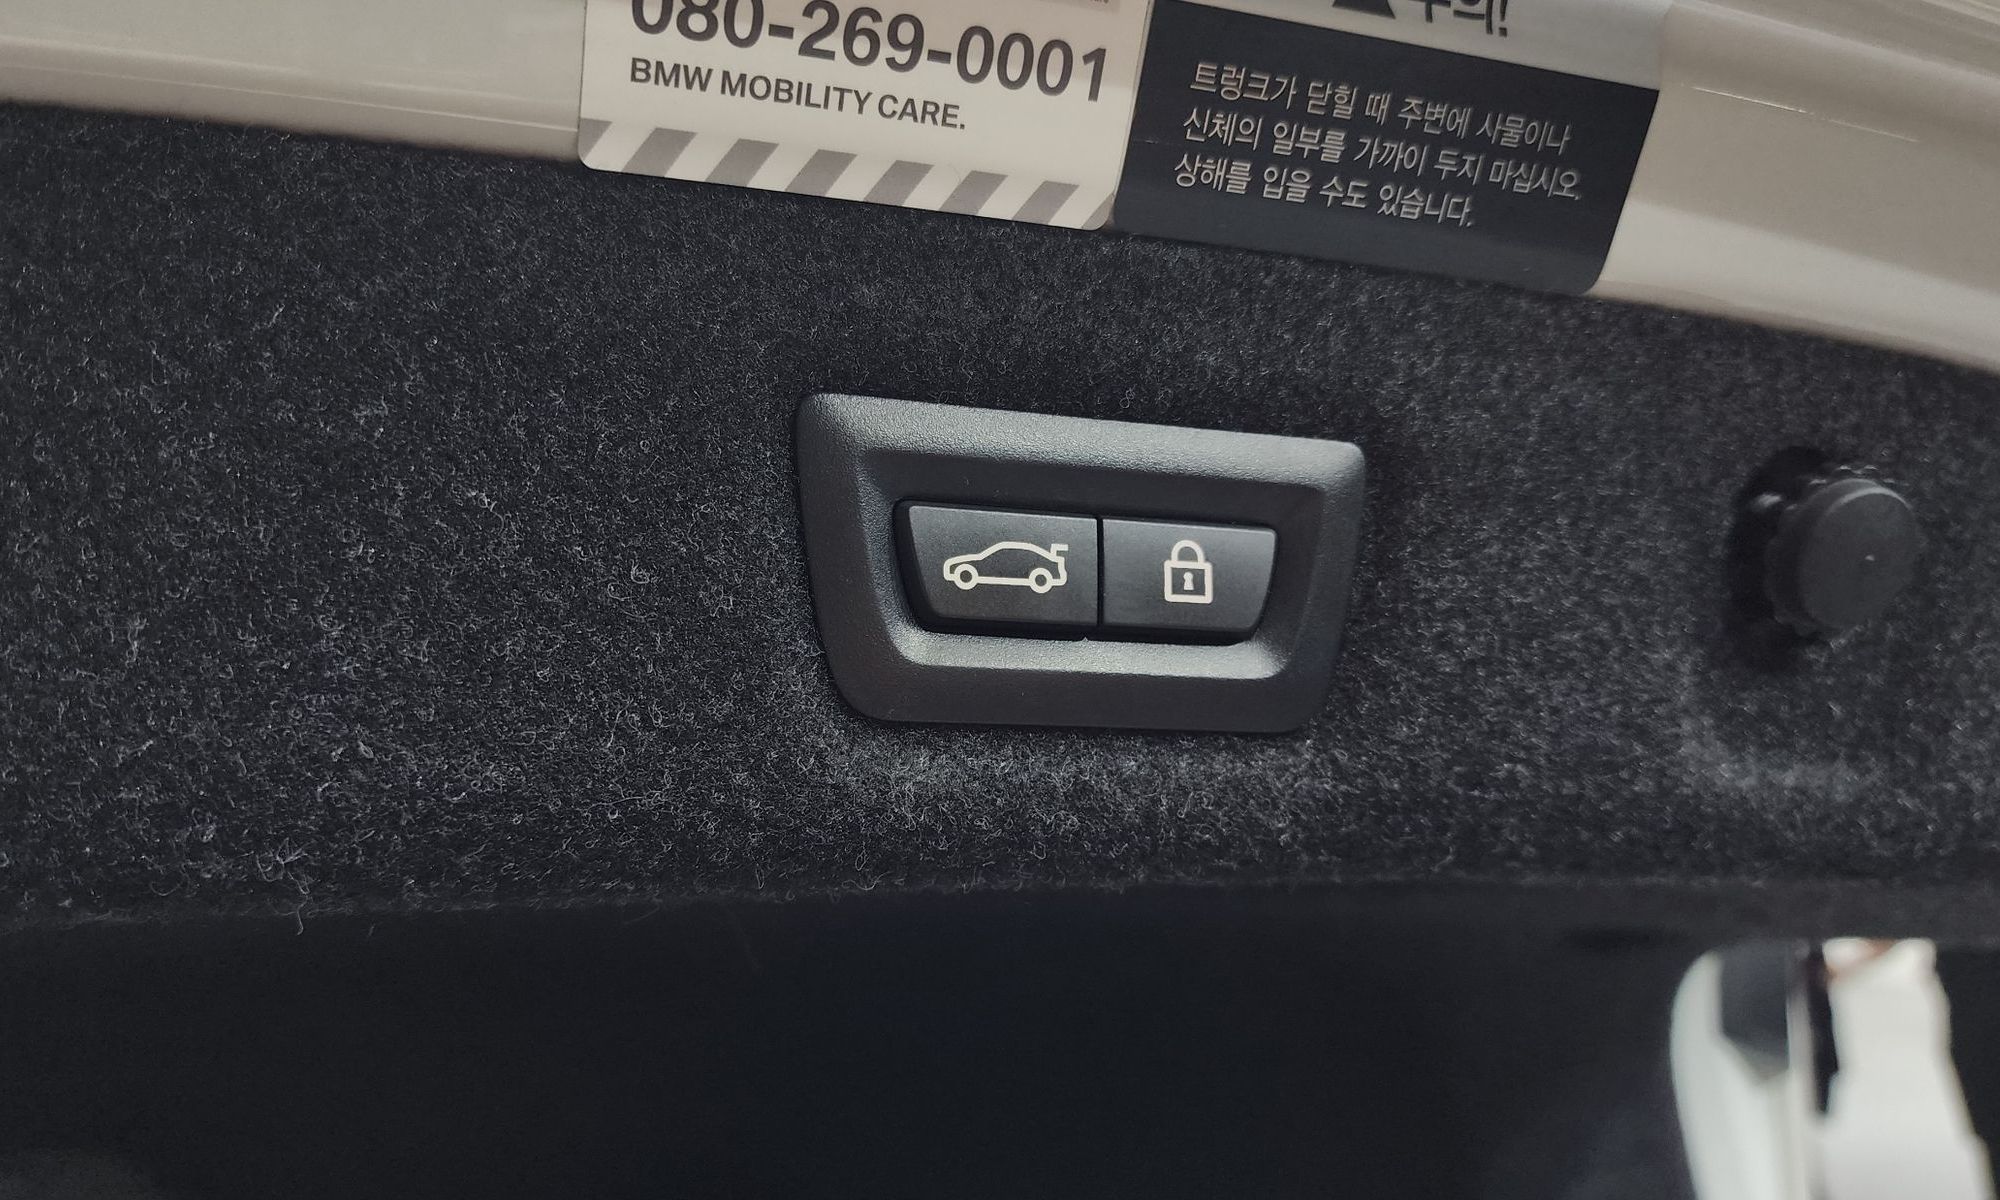 080-269-0001
BMW MOBILITY CARE.
주의!
트렁크가 닫힐 때 주변에 사물이나
신체의 일부를 가까이 두지 마십시오.
상해를 입을 수도 있습니다.